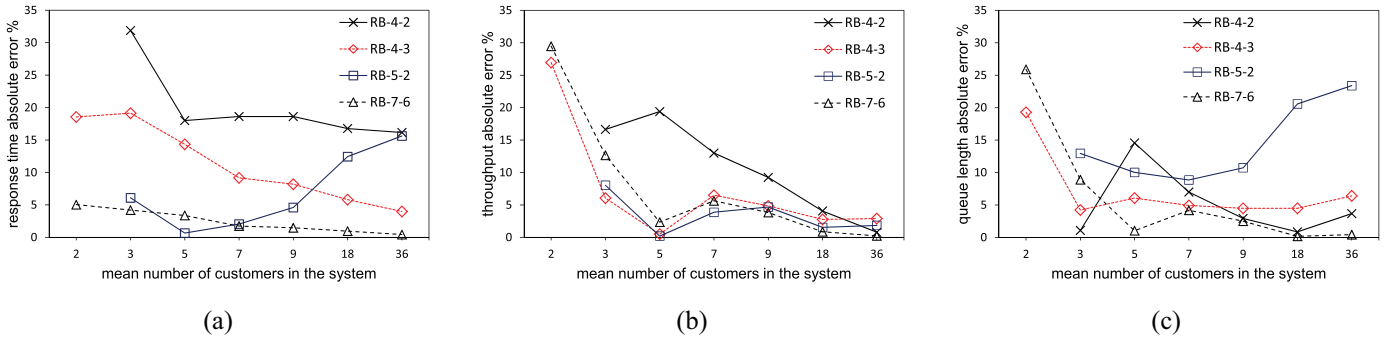 response time absolute error %
35
30
25
20
15
10
5
0
RB-4-2
RB-4-3
RB-5-2
RB-7-6
2 3 5 7 9 18 36
mean number of customers in the system
(a)
throughput absolute error %
35
30
25
20
15
10
5
0
RB-4-2
RB-4-3
RB-5-2
RB-7-6
2 3 5 7 9 18 36
mean number of customers in the system
(b)
queue length absolute error %
35
30
25
20
15
10
5
0
RB-4-2
RB-4-3
RB-5-2
RB-7-6
2 3 5 7 9 18 36
mean number of customers in the system
(c)